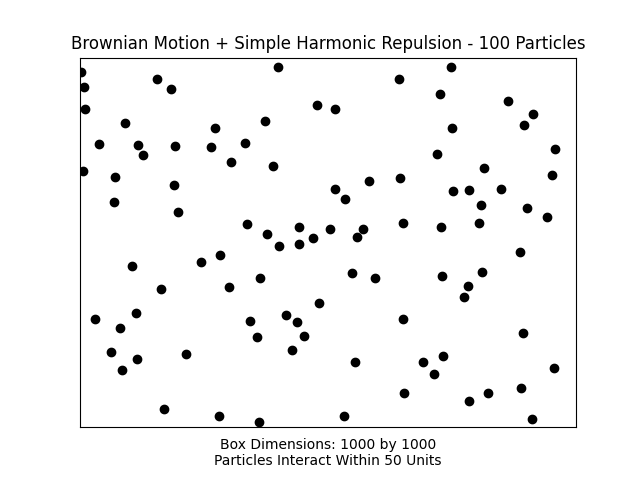 Brownian Motion + Simple Harmonic Repulsion - 100 Particles
Box Dimensions: 1000 by 1000
Particles Interact Within 50 Units